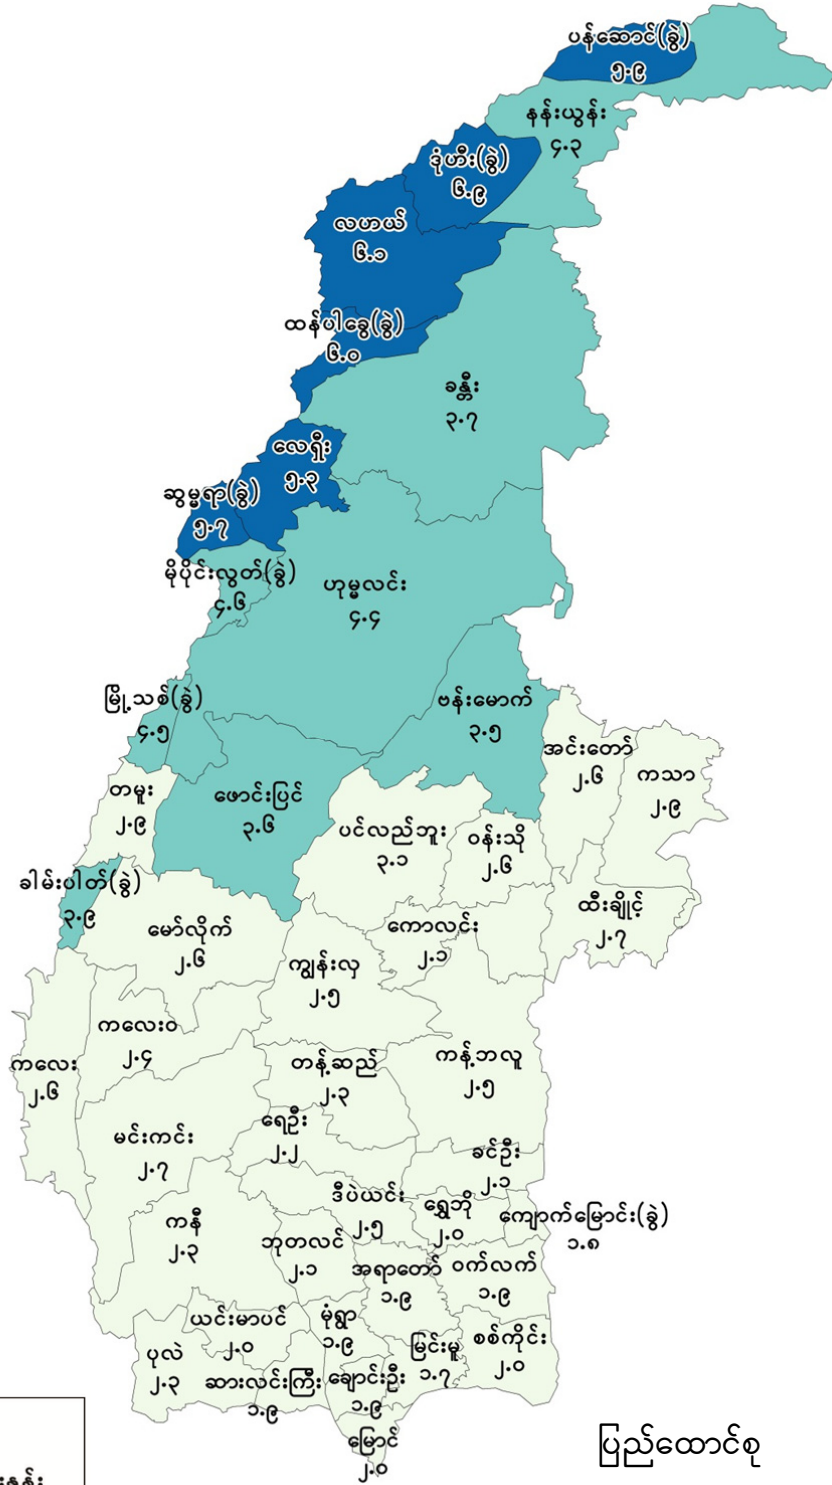 ပန်ဆောင်(ခွဲ)
၅.၉
နန်းယွန်း
၄.၃
ဒုံဟီး(ခွဲ)
၆.၉
လဟယ်
၆.၁
ထန်ပါခွေ(ခွဲ)
၆.၀
ခန္တီး
၃.၇
လေရှီး
၅.၃
ဆွမ္မရာ(ခွဲ)
၅.၇
မိုပိုင်းလွတ်(ခွဲ)
၄.၆
ဟုမ္မလင်း
၄.၄
မြို့သစ်(ခွဲ)
၄.၅
ဗန်းမောက်
၃.၅
အင်းတော်
၂.၆
ကသာ
၂.၉
တမူး
၂.၉
ဖောင်းပြင်
၃.၆
ပင်လည်ဘူး
၃.၁
ဝန်းသို
၂.၆
ခါမ်းပါတ်(ခွဲ)
၃.၉
မော်လိုက်
၂.၆
ကောလင်း
၂.၁
ထီးချိုင့်
၂.၇
ကျွန်းလှ
၂.၅
ကလေးဝ
၂.၄
ကလေး
၂.၆
တန့်ဆည်
၂.၃
ကန့်ဘလူ
၂.၅
မင်းကင်း
၂.၇
ရေဦး
၂.၂
ခင်ဦး
၂.၁
ဒီပဲယင်း
၂.၅
ရွှေဘို
၂.၀
ကျောက်မြောင်း(ခွဲ)
၁.၈
ကနီ
၂.၃
ဘုတလင်
၂.၁
အရာတော်
၁.၉
ဝက်လက်
၁.၉
ယင်းမာပင်
၂.၀
မုံရွာ
၁.၉
မြင်းမူ
၁.၇
စစ်ကိုင်း
၂.၀
ပုလဲ
၂.၃
ဆားလင်းကြီး
၁.၉
ချောင်းဦး
၁.၉
မြောင်
၂.၀
ပြည်ထောင်စု